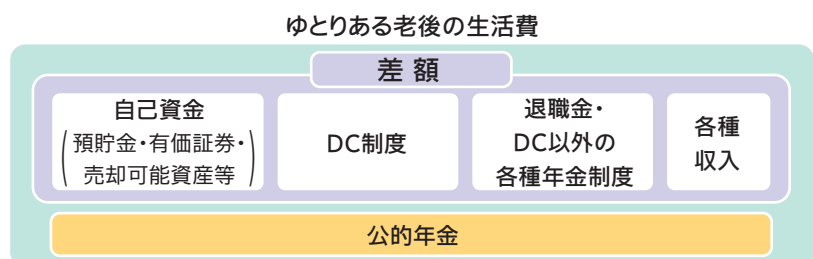 ゆとりある老後の生活費
差額
自己資金
(預貯金・有価証券・
売却可能資産等)
DC制度
退職金・
DC以外の
各種年金制度
各種
収入
公的年金